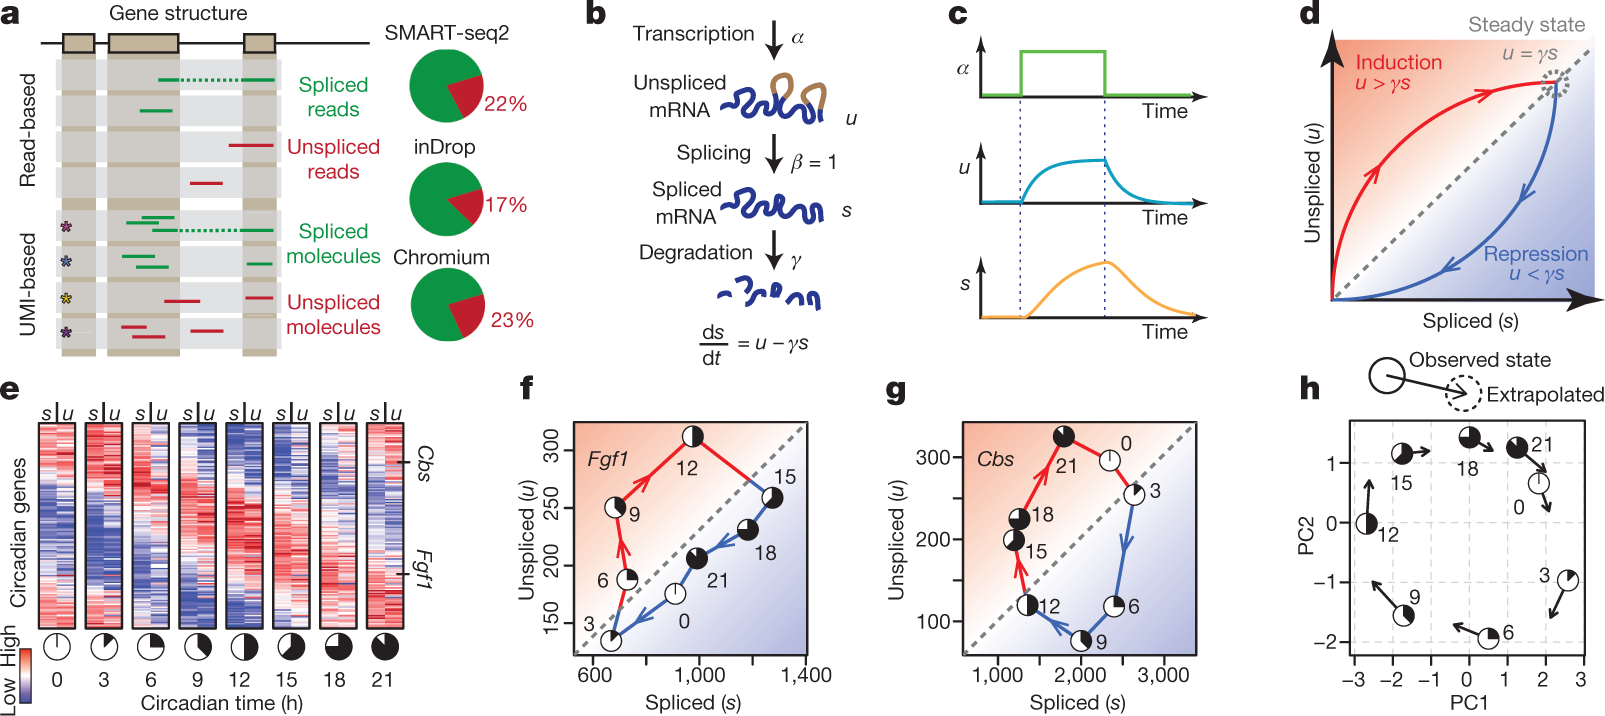 a
Gene structure
Read-based
UMI-based
Spliced
reads
Unspliced
reads
*
*
*
*
Spliced
molecules
Unspliced
molecules
SMART-seq2
22%
inDrop
17%
Chromium
23%
b
Transcription
α
Unspliced
mRNA
u
Splicing
β = 1
Spliced
mRNA
s
Degradation
γ
ds
dt
= u – γs
c
α
Time
u
Time
s
Time
d
Steady state
u = γs
Induction
u > γs
Repression
u < γs
Unspliced (u)
Spliced (s)
e
s u s u s u s u s u s u s u s u
Circadian genes
Cbs
Fgf1
Low High
0 3 6 9 12 15 18 21
Circadian time (h)
f
Fgf1
12
15
9
18
6
21
0
3
300
250
200
150
Unspliced (u)
600 1,000 1,400
Spliced (s)
g
Cbs
21
0
3
18
15
12
6
9
300
200
100
Unspliced (u)
1,000 2,000 3,000
Spliced (s)
h
Observed state
Extrapolated
15
18
21
0
12
3
9
6
1
0
–1
–2
PC2
–3 –2 –1 0 1 2 3
PC1